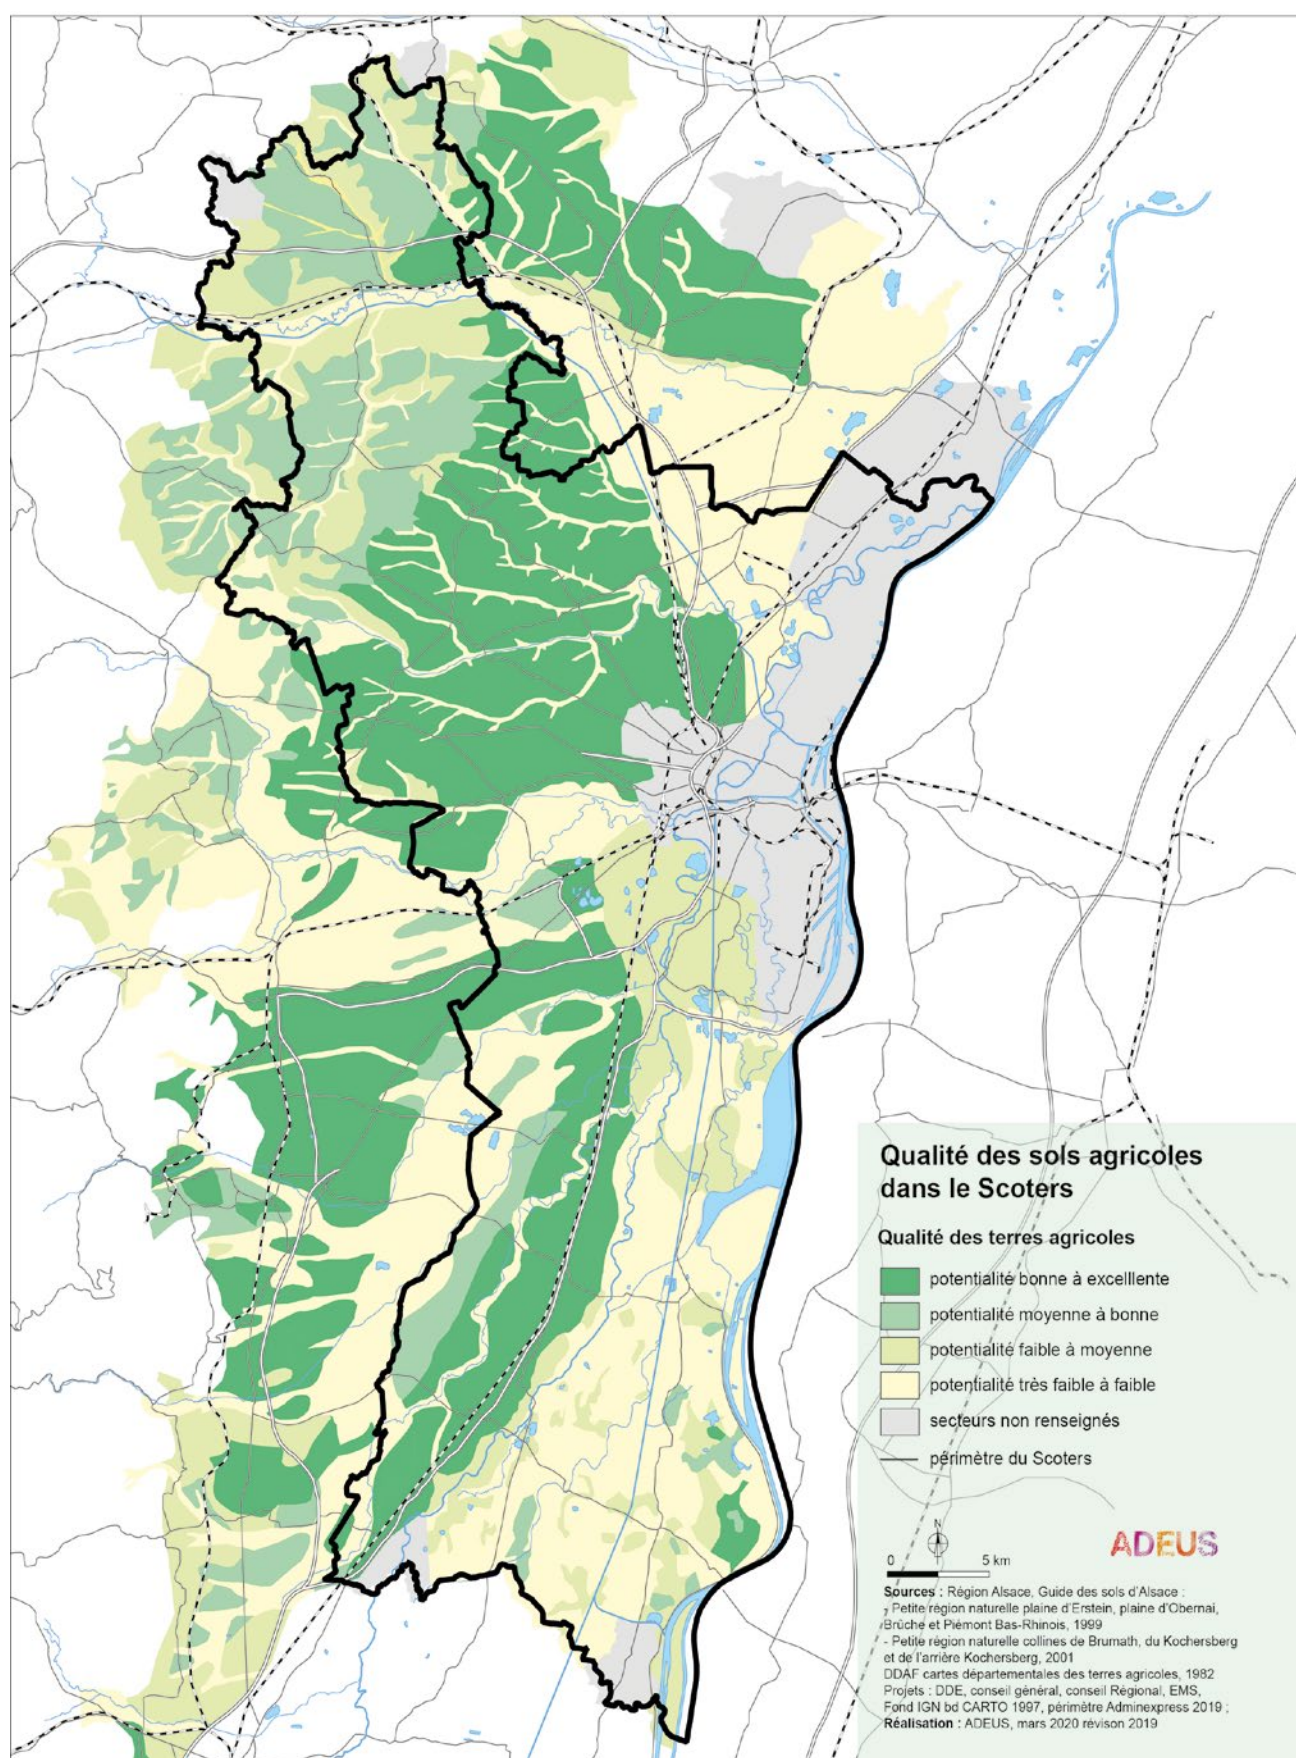 Qualité des sols agricoles
dans le Scoters
Qualité des terres agricoles
potentialité bonne à excelllente
potentialité moyenne à bonne
potentialité faible à moyenne
potentialité très faible à faible
secteurs non renseignés
périmètre du Scoters
N
ADEUS
0 5 km
Sources : Région Alsace, Guide des sols d'Alsace :
- Petite région naturelle plaine d'Erstein, plaine d'Obernai,
Brûche et Piémont Bas-Rhinois, 1999
- Petite région naturelle collines de Brumath, du Kochersberg
et de l'arrière Kochersberg, 2001
DDAF cartes départementales des terres agricoles, 1982
Projets : DDE, conseil général, conseil Régional, EMS,
Fond IGN bd CARTO 1997, périmètre Adminexpress 2019 ;
Réalisation : ADEUS, mars 2020 révison 2019